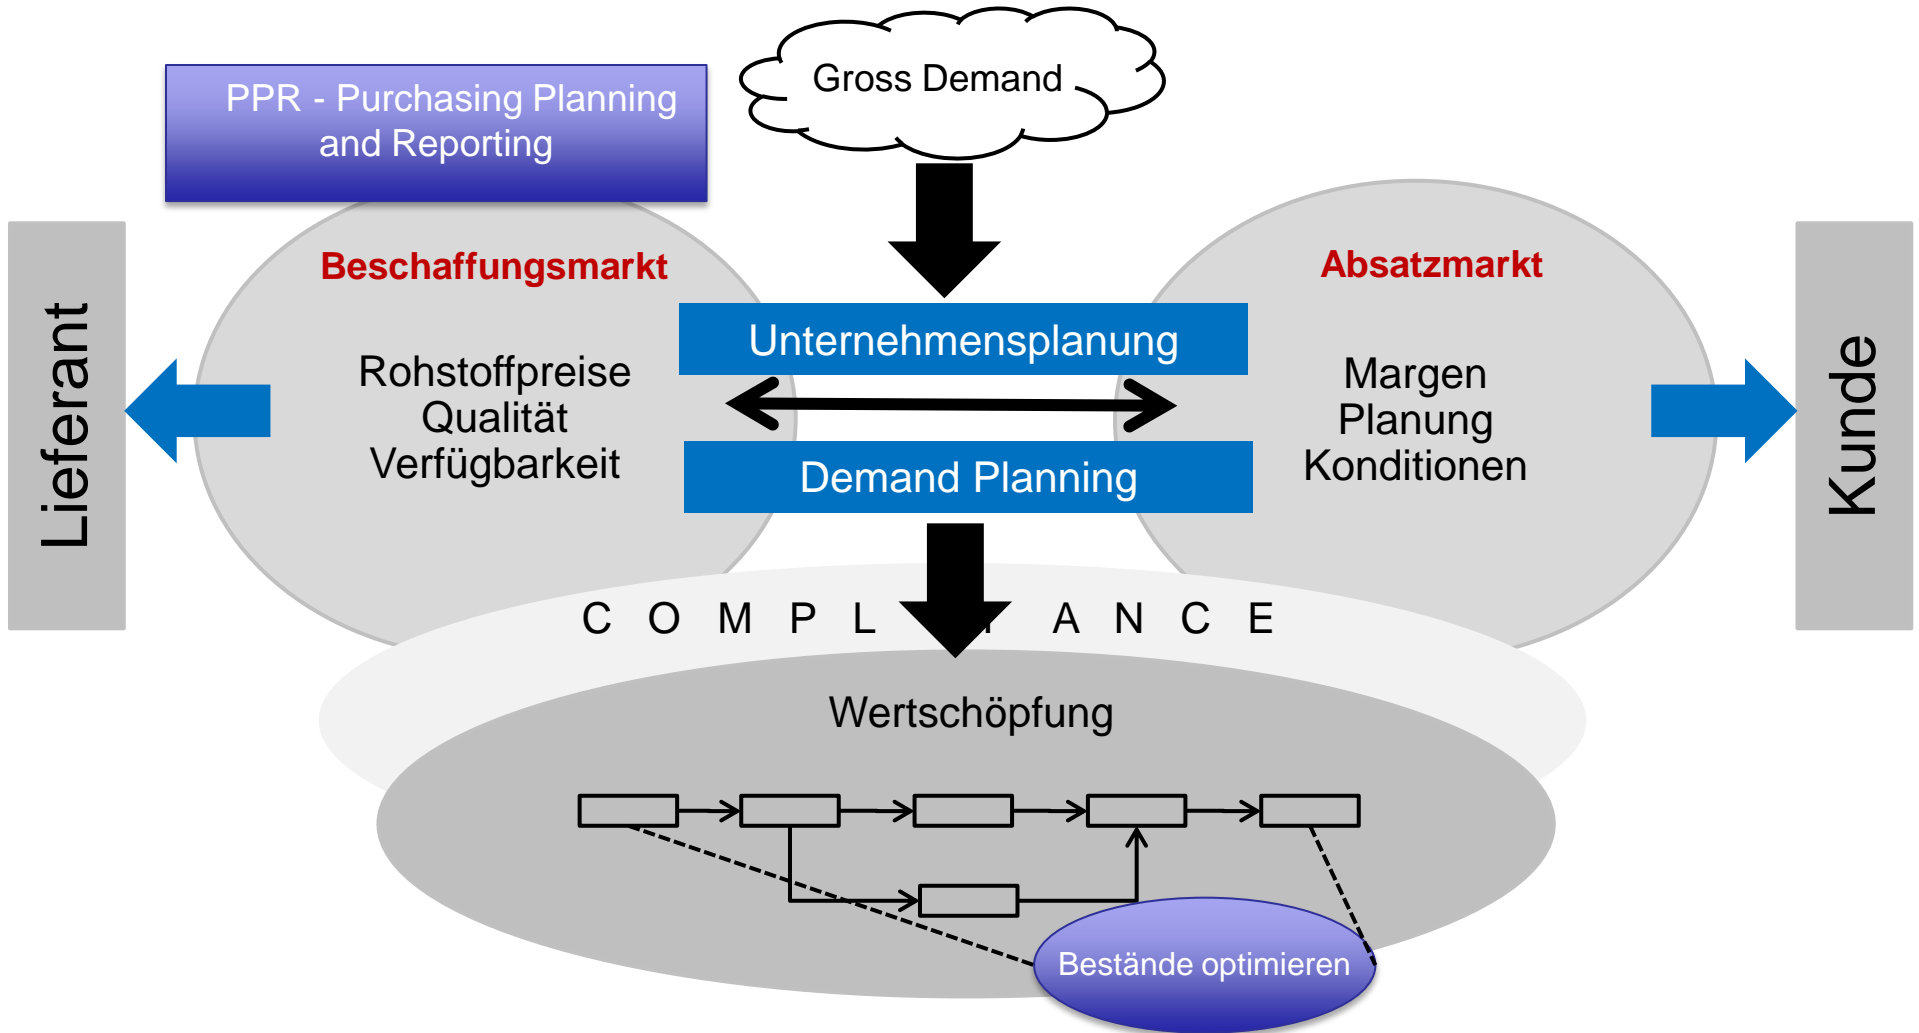 Gross Demand
PPR - Purchasing Planning
and Reporting
Lieferant
Beschaffungsmarkt
Rohstoffpreise
Qualität
Verfügbarkeit
Unternehmensplanung
Demand Planning
Absatzmarkt
Margen
Planung
Konditionen
Kunde
C O M P L I A N C E
Wertschöpfung
Bestände optimieren